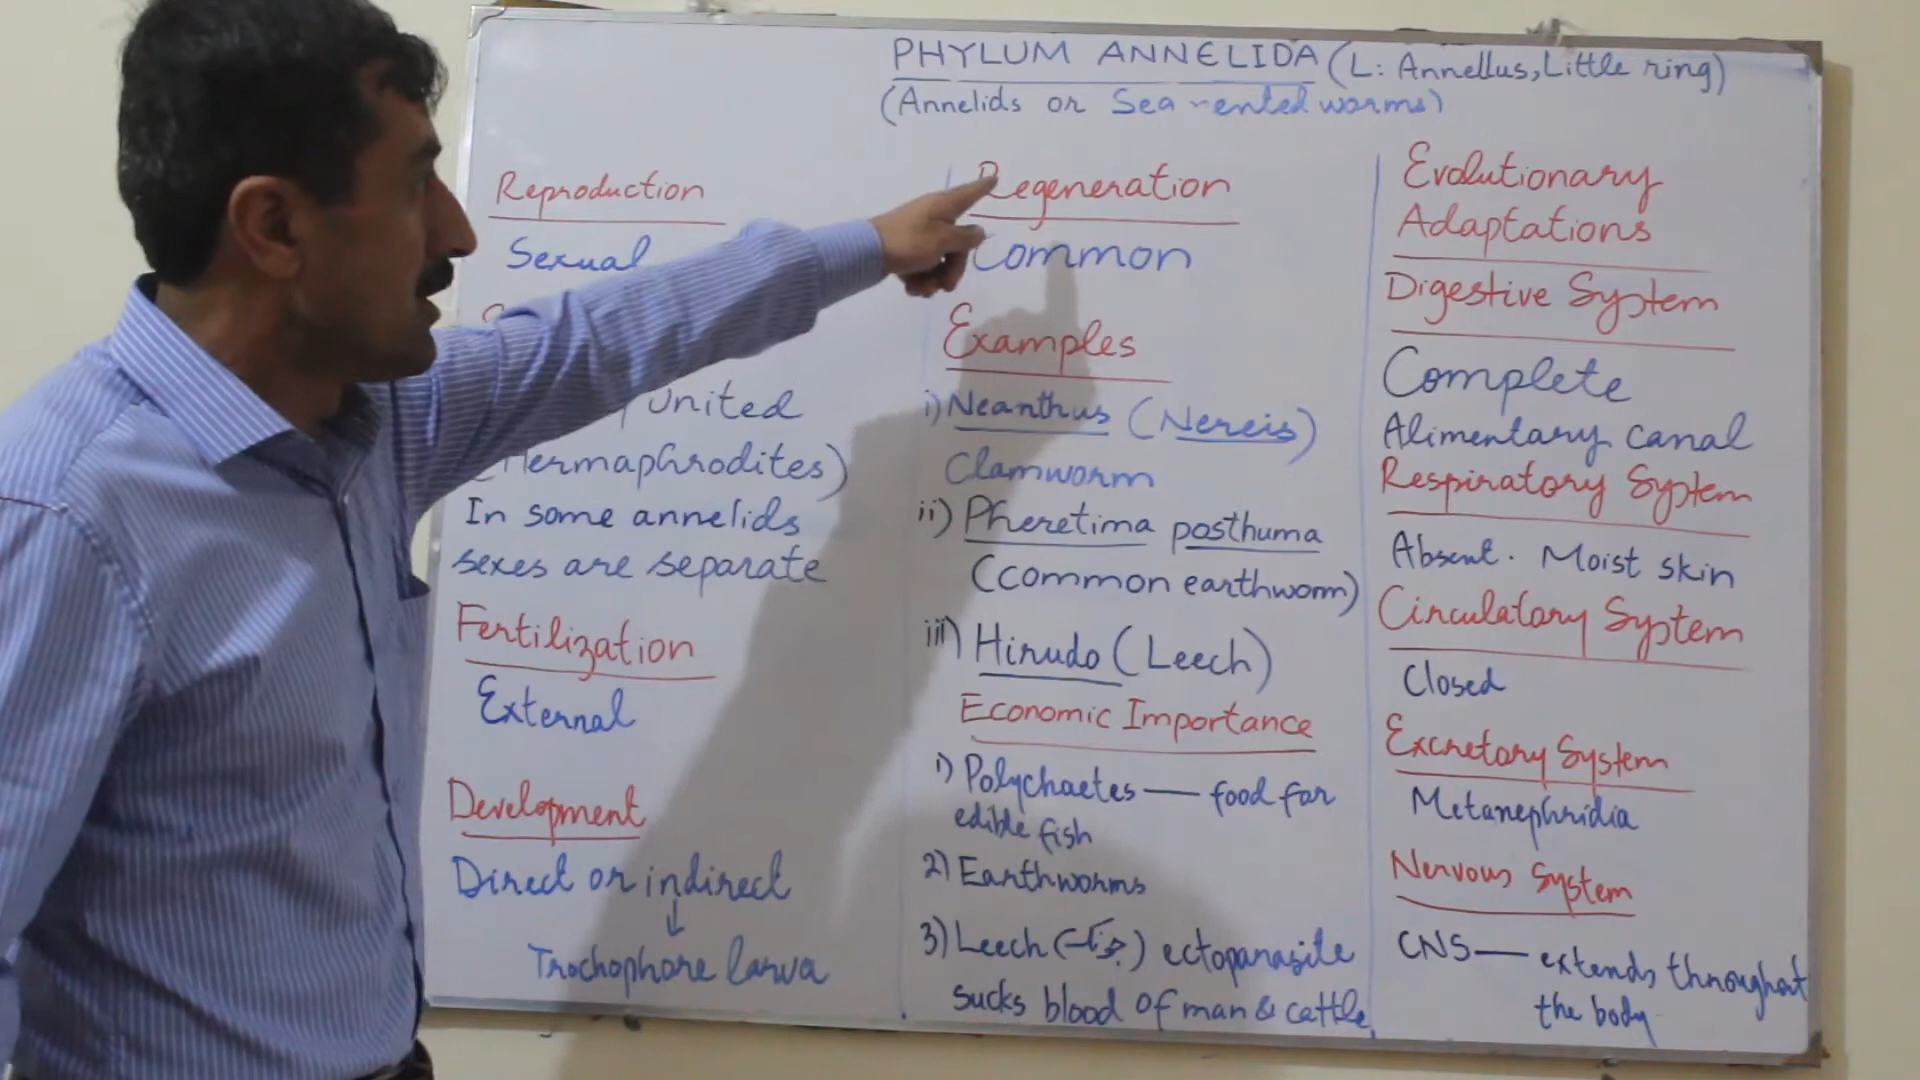 PHYLUM ANNELIDA (L: Annellus, Little ring)
(Annelids or worms)
Reproduction
Sexual
United
Hermaphrodites)
In some annelids
sexes are separate
Fertilization
External
Development
Direct or indirect
↓
Trochophore larva
Regeneration
Common
Examples
i) Neanthus (Nereis)
Clamworm
ii) Pheretima posthuma
(common earthworm)
iii) Hirudo (Leech)
Economic Importance
1) Polychaetes — food for
edible fish
2) Earthworms
3) Leech ectoparasite
sucks blood of man & cattle
Evolutionary
Adaptations
Digestive System
Complete
Alimentary canal
Respiratory System
Absent. Moist skin
Circulatory System
Closed
Excretory System
Metanephridia
Nervous System
CNS — extends throughout
the body